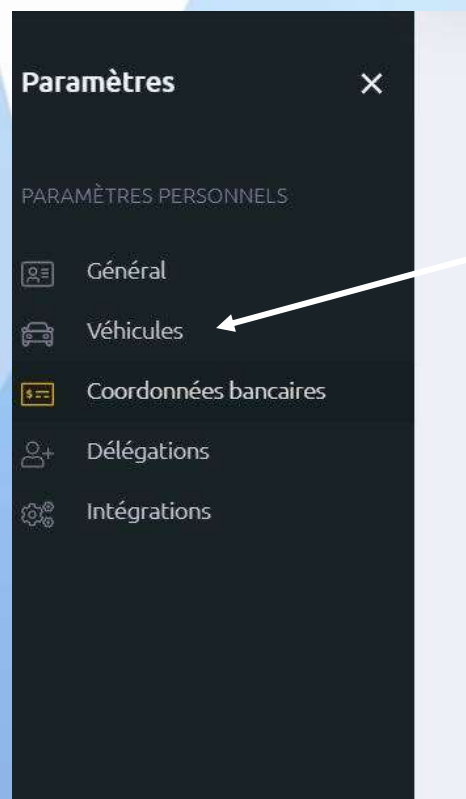 Paramètres
PARAMÈTRES PERSONNELS
Général
Véhicules
Coordonnées bancaires
Délégations
Intégrations